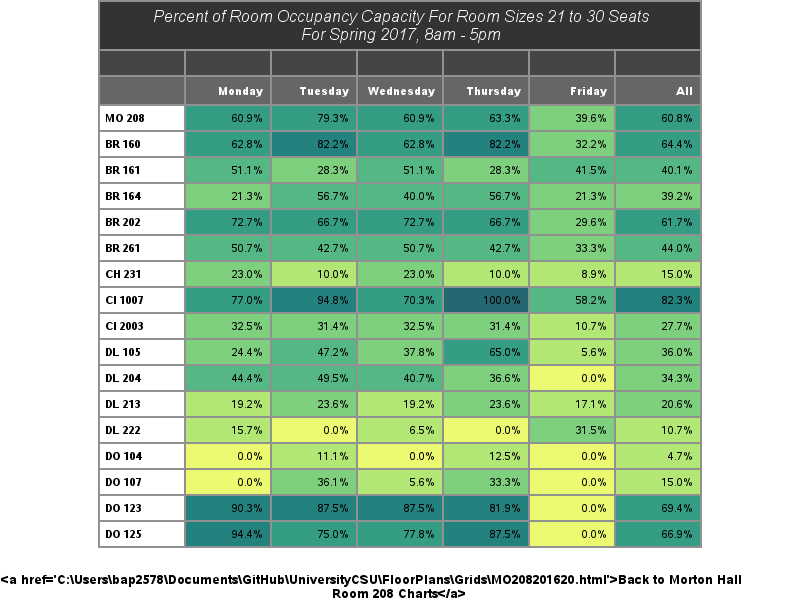 Percent of Room Occupancy Capacity For Room Sizes 21 to 30 Seats
For Spring 2017, 8am - 5pm
Monday Tuesday Wednesday Thursday Friday All
MO 208 60.9% 79.3% 60.9% 63.3% 39.6% 60.8%
BR 160 62.8% 82.2% 62.8% 82.2% 32.2% 64.4%
BR 161 51.1% 28.3% 51.1% 28.3% 41.5% 40.1%
BR 164 21.3% 56.7% 40.0% 56.7% 21.3% 39.2%
BR 202 72.7% 66.7% 72.7% 66.7% 29.6% 61.7%
BR 261 50.7% 42.7% 50.7% 42.7% 33.3% 44.0%
CH 231 23.0% 10.0% 23.0% 10.0% 8.9% 15.0%
CI 1007 77.0% 94.8% 70.3% 100.0% 58.2% 82.3%
CI 2003 32.5% 31.4% 32.5% 31.4% 10.7% 27.7%
DL 105 24.4% 47.2% 37.8% 65.0% 5.6% 36.0%
DL 204 44.4% 49.5% 40.7% 36.6% 0.0% 34.3%
DL 213 19.2% 23.6% 19.2% 23.6% 17.1% 20.6%
DL 222 15.7% 0.0% 6.5% 0.0% 31.5% 10.7%
DO 104 0.0% 11.1% 0.0% 12.5% 0.0% 4.7%
DO 107 0.0% 36.1% 5.6% 33.3% 0.0% 15.0%
DO 123 90.3% 87.5% 87.5% 81.9% 0.0% 69.4%
DO 125 94.4% 75.0% 77.8% 87.5% 0.0% 66.9%
<a href='C:\Users\bap2578\Documents\GitHub\UniversityCSU\FloorPlans\Grids\MO208201620.html'>Back to Morton Hall
Room 208 Charts</a>